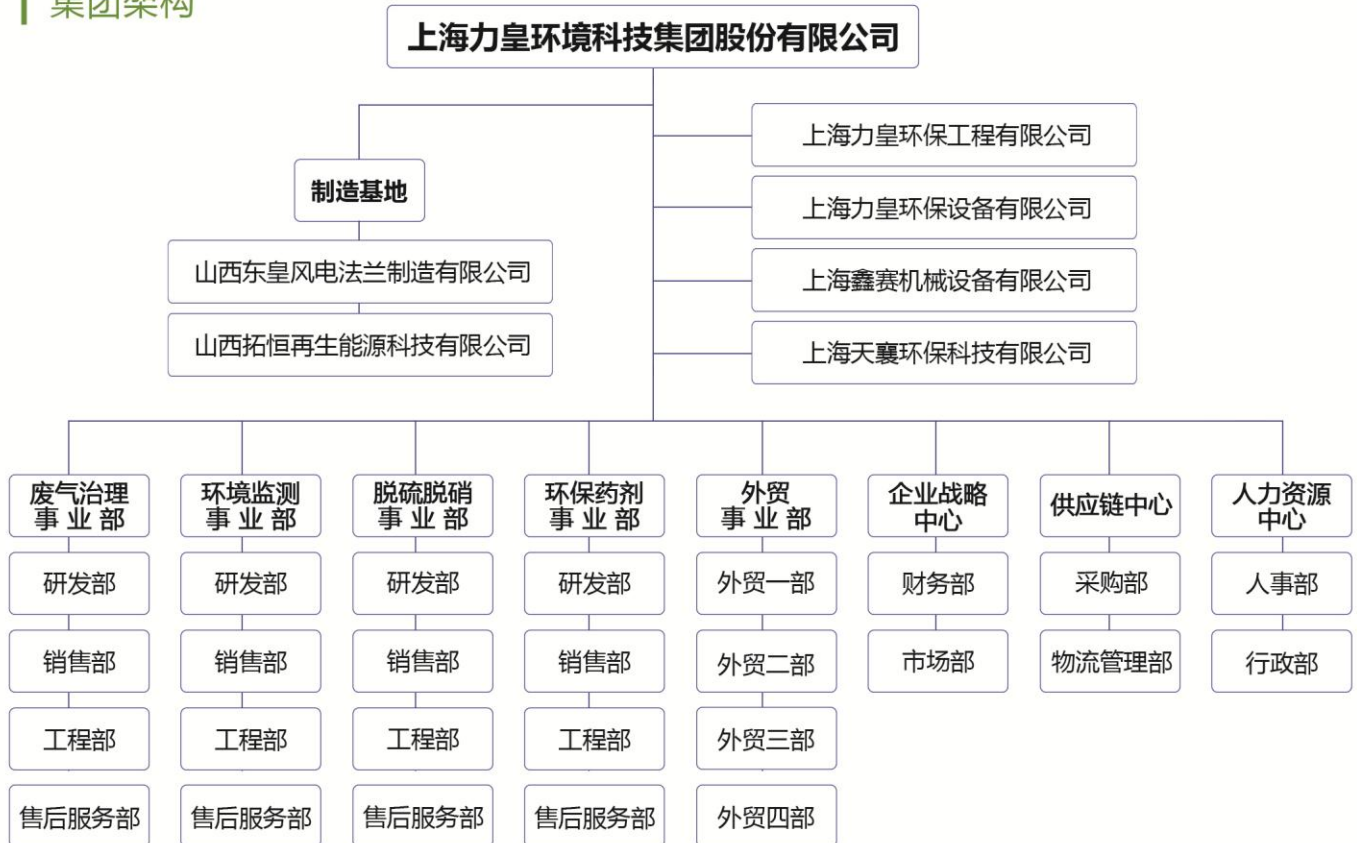 集团架构
上海力皇环境科技集团股份有限公司
制造基地
山西东皇风电法兰制造有限公司
山西拓恒再生能源科技有限公司
上海力皇环保工程有限公司
上海力皇环保设备有限公司
上海鑫赛机械设备有限公司
上海天襄环保科技有限公司
废气治理
事业部
研发部
销售部
工程部
售后服务部
环境监测
事业部
研发部
销售部
工程部
售后服务部
脱硫脱硝
事业部
研发部
销售部
工程部
售后服务部
环保药剂
事业部
研发部
销售部
工程部
售后服务部
外贸
事业部
外贸一部
外贸二部
外贸三部
外贸四部
企业战略
中心
财务部
市场部
供应链中心
采购部
物流管理部
人力资源
中心
人事部
行政部